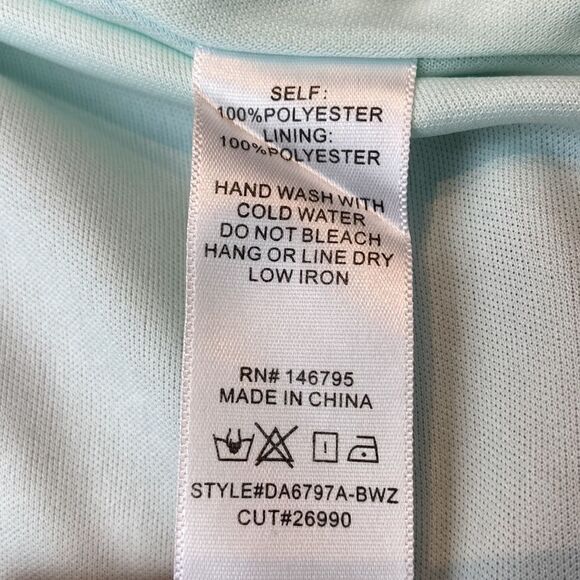 SELF:
100%POLYESTER
LINING:
100%POLYESTER
HAND WASH WITH
COLD WATER
DO NOT BLEACH
HANG OR LINE DRY
LOW IRON
RN# 146795
MADE IN CHINA
STYLE#DA6797A-BWZ
CUT#26990